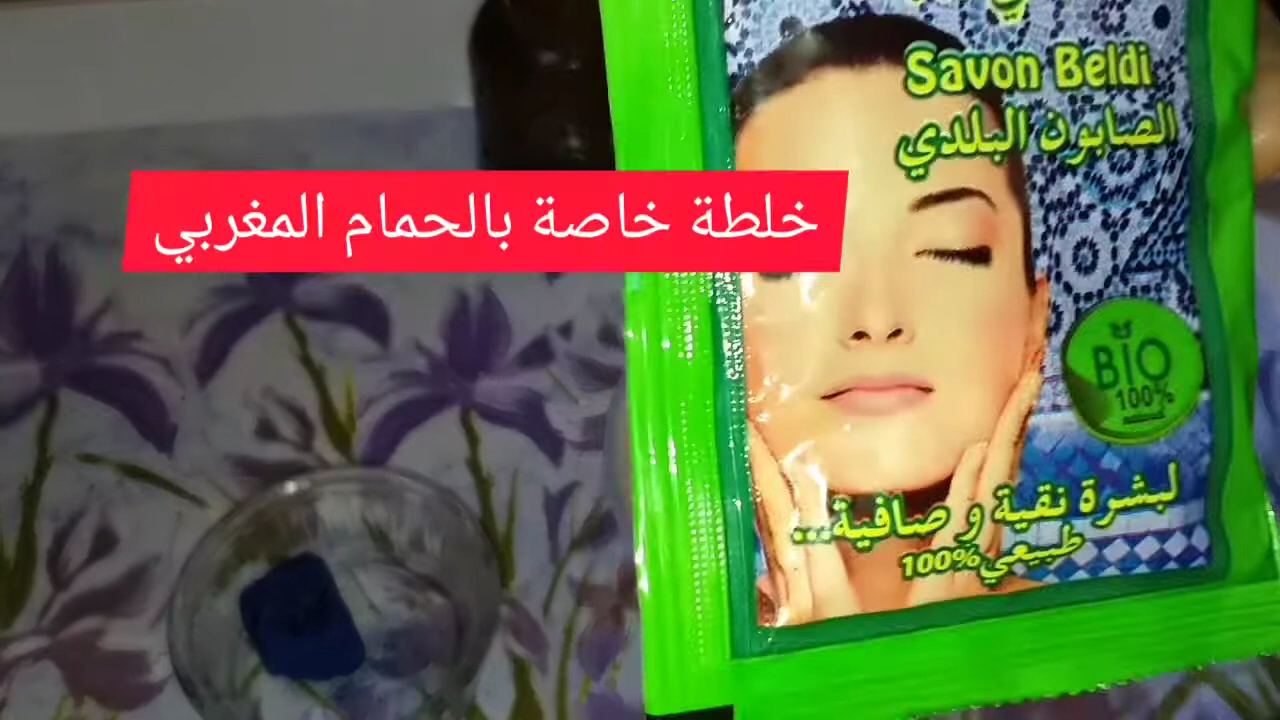 Savon Beldi
الصابون البلدي
خلطة خاصة بالحمام المغربي
BIO
100%
لبشرة نقية و صافية...
طبيعي 100%